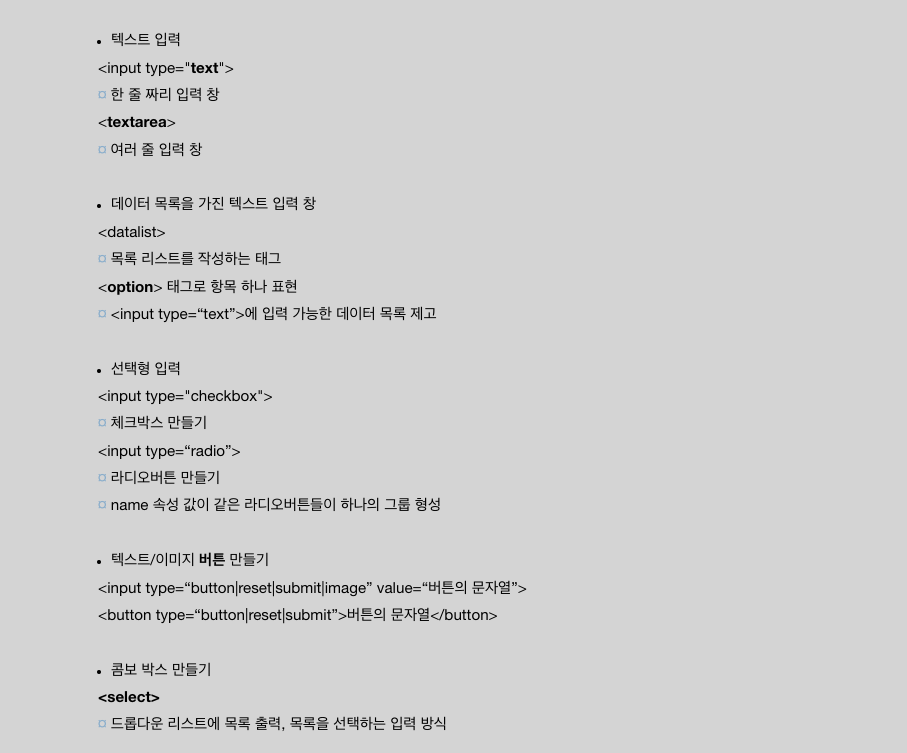 • 텍스트 입력
<input type="text">
¤ 한 줄 짜리 입력 창
<textarea>
¤ 여러 줄 입력 창
• 데이터 목록을 가진 텍스트 입력 창
<datalist>
¤ 목록 리스트를 작성하는 태그
<option> 태그로 항목 하나 표현
¤ <input type=“text”>에 입력 가능한 데이터 목록 제고
• 선택형 입력
<input type="checkbox">
¤ 체크박스 만들기
<input type=“radio”>
¤ 라디오버튼 만들기
¤ name 속성 값이 같은 라디오버튼들이 하나의 그룹 형성
• 텍스트/이미지 버튼 만들기
<input type=“button|reset|submit|image” value=“버튼의 문자열”>
<button type=“button|reset|submit”>버튼의 문자열</button>
• 콤보 박스 만들기
<select>
¤ 드롭다운 리스트에 목록 출력, 목록을 선택하는 입력 방식